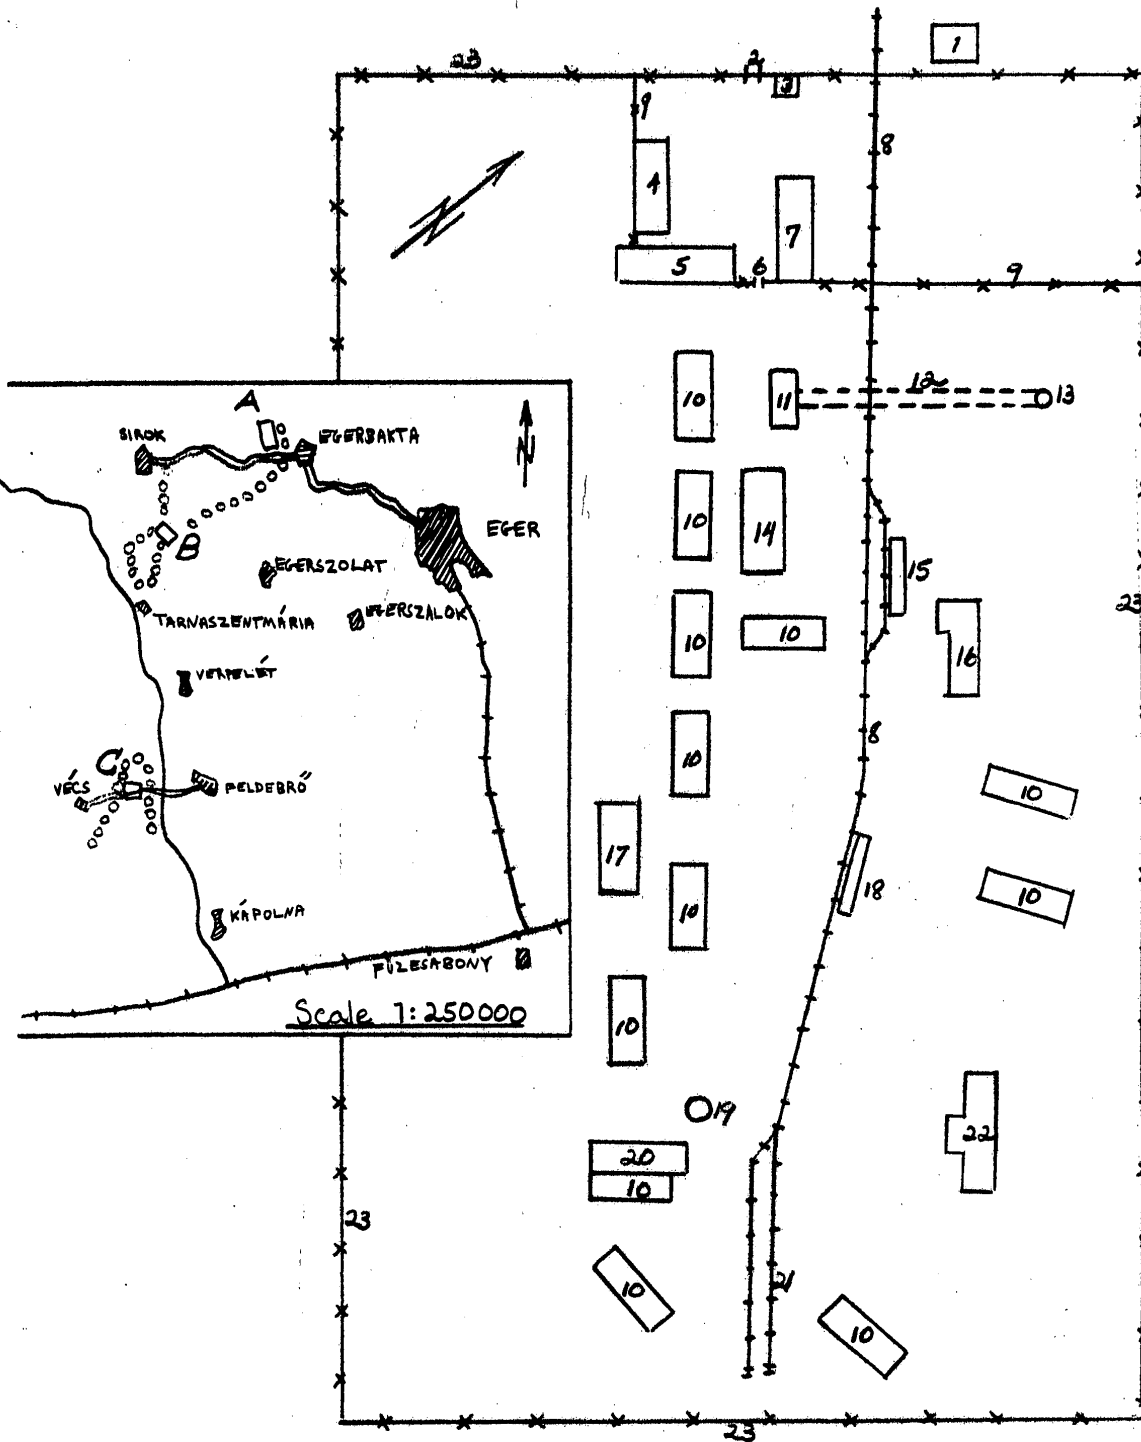 23
2
1
3
9
8
4
7
5
6
9
N
10
11
12
13
A
SIROK
EGERBAKTA
N
10
14
EGER
B
15
EGERSZOLAT
23
TARNASZENTMÁRIA
EGERSZALOK
10
10
16
VERPELÉT
8
10
C
VÉCS
FELDEBRŐ
10
17
18
10
10
KÁPOLNA
FÜZESABONY
Scale 1:250000
10
19
22
20
10
23
21
10
10
23